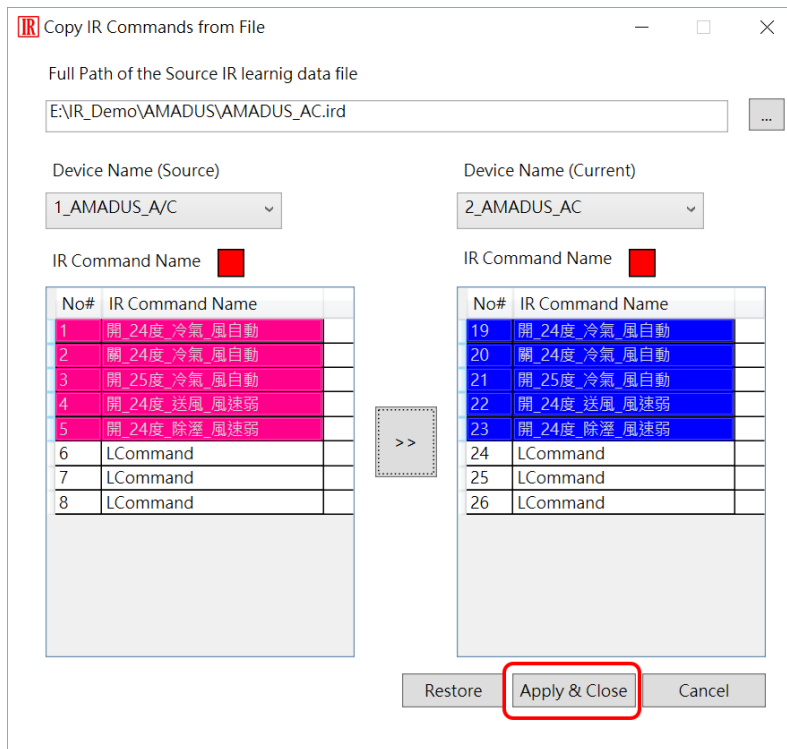 IR Copy IR Commands from File
Full Path of the Source IR learnig data file
E:\IR_Demo\AMADUS\AMADUS_AC.ird
...
Device Name (Source)
1_AMADUS_A/C
IR Command Name
No# IR Command Name
1 開_24度_冷氣_風自動
2 關_24度_冷氣_風自動
3 開_25度_冷氣_風自動
4 開_24度_送風_風速弱
5 開_24度_除溼_風速弱
6 LCommand
7 LCommand
8 LCommand
>>
Device Name (Current)
2_AMADUS_AC
IR Command Name
No# IR Command Name
19 開_24度_冷氣_風自動
20 關_24度_冷氣_風自動
21 開_25度_冷氣_風自動
22 開_24度_送風_風速弱
23 開_24度_除溼_風速弱
24 LCommand
25 LCommand
26 LCommand
Restore Apply & Close Cancel